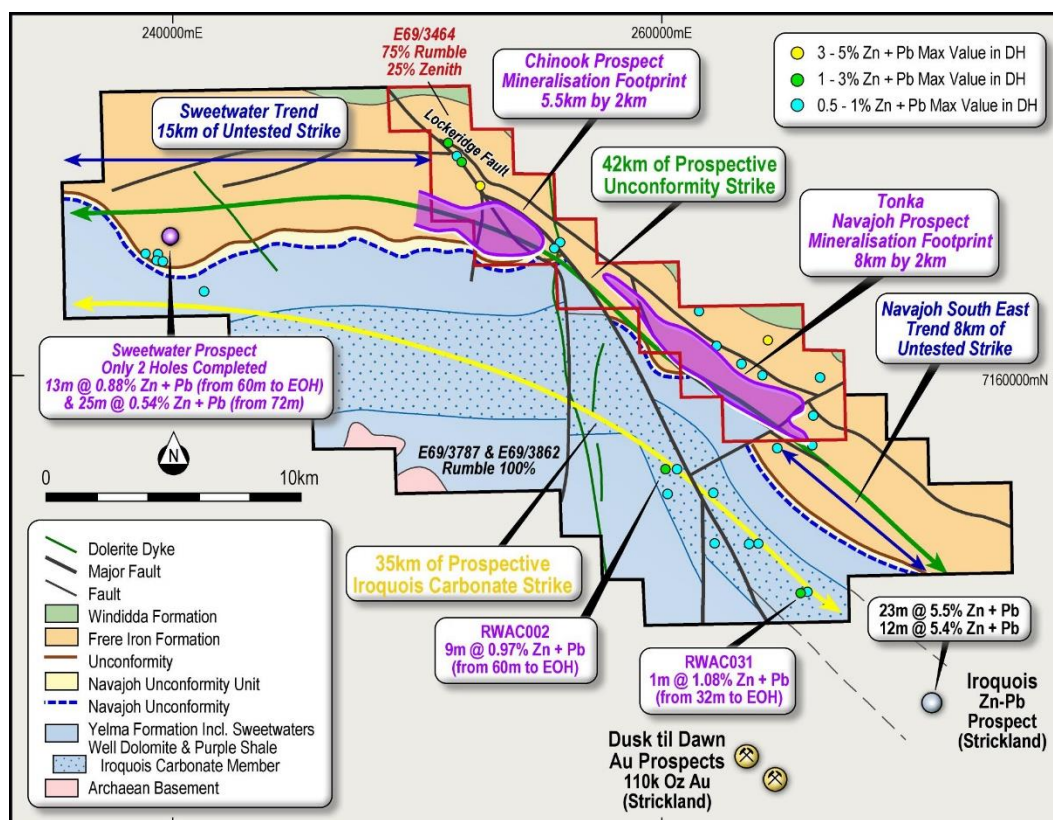 240000mE
260000mE
E69/3464
75% Rumble
25% Zenith
Chinook Prospect
Mineralisation Footprint
5.5km by 2km
3 - 5% Zn + Pb Max Value in DH
1 - 3% Zn + Pb Max Value in DH
0.5 - 1% Zn + Pb Max Value in DH
Sweetwater Trend
15km of Untested Strike
Lockeridge Fault
42km of Prospective
Unconformity Strike
Tonka
Navajoh Prospect
Mineralisation Footprint
8km by 2km
Navajoh South East
Trend 8km of
Untested Strike
Sweetwater Prospect
Only 2 Holes Completed
13m @ 0.88% Zn + Pb (from 60m to EOH)
& 25m @ 0.54% Zn + Pb (from 72m)
7160000mN
N
E69/3787 & E69/3862
Rumble 100%
0
10km
Dolerite Dyke
Major Fault
Fault
Windidda Formation
Frere Iron Formation
Unconformity
Navajoh Unconformity Unit
Navajoh Unconformity
Yelma Formation Incl. Sweetwaters
Well Dolomite & Purple Shale
Iroquois Carbonate Member
Archaean Basement
35km of Prospective
Iroquois Carbonate Strike
RWAC002
9m @ 0.97% Zn + Pb
(from 60m to EOH)
RWAC031
1m @ 1.08% Zn + Pb
(from 32m to EOH)
23m @ 5.5% Zn + Pb
12m @ 5.4% Zn + Pb
Iroquois
Zn-Pb
Prospect
(Strickland)
Dusk til Dawn
Au Prospects
110k Oz Au
(Strickland)